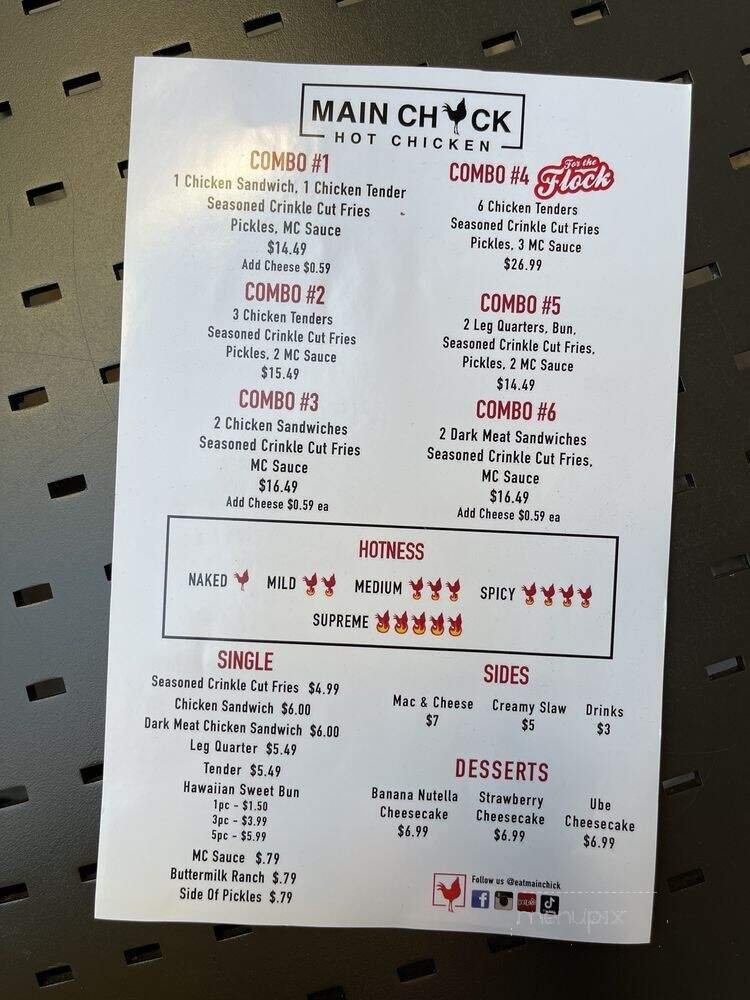 MAIN CH CK
HOT CHICKEN
COMBO #1
1 Chicken Sandwich, 1 Chicken Tender
Seasoned Crinkle Cut Fries
Pickles, MC Sauce
$14.49
Add Cheese $0.59
COMBO #2
3 Chicken Tenders
Seasoned Crinkle Cut Fries
Pickles, 2 MC Sauce
$15.49
COMBO #3
2 Chicken Sandwiches
Seasoned Crinkle Cut Fries
MC Sauce
$16.49
Add Cheese $0.59 ea
COMBO #4 For the Flock
6 Chicken Tenders
Seasoned Crinkle Cut Fries
Pickles, 3 MC Sauce
$26.99
COMBO #5
2 Leg Quarters, Bun,
Seasoned Crinkle Cut Fries,
Pickles, 2 MC Sauce
$14.49
COMBO #6
2 Dark Meat Sandwiches
Seasoned Crinkle Cut Fries,
MC Sauce
$16.49
Add Cheese $0.59 ea
HOTNESS
NAKED MILD MEDIUM SPICY
SUPREME
SINGLE
Seasoned Crinkle Cut Fries $4.99
Chicken Sandwich $6.00
Dark Meat Chicken Sandwich $6.00
Leg Quarter $5.49
Tender $5.49
Hawaiian Sweet Bun
1pc - $1.50
3pc - $3.99
5pc - $5.99
MC Sauce $.79
Buttermilk Ranch $.79
Side Of Pickles $.79
SIDES
Mac & Cheese Creamy Slaw Drinks
$7 $5 $3
DESSERTS
Banana Nutella Strawberry Ube
Cheesecake Cheesecake Cheesecake
$6.99 $6.99 $6.99
Follow us @eatmainchick
menupix